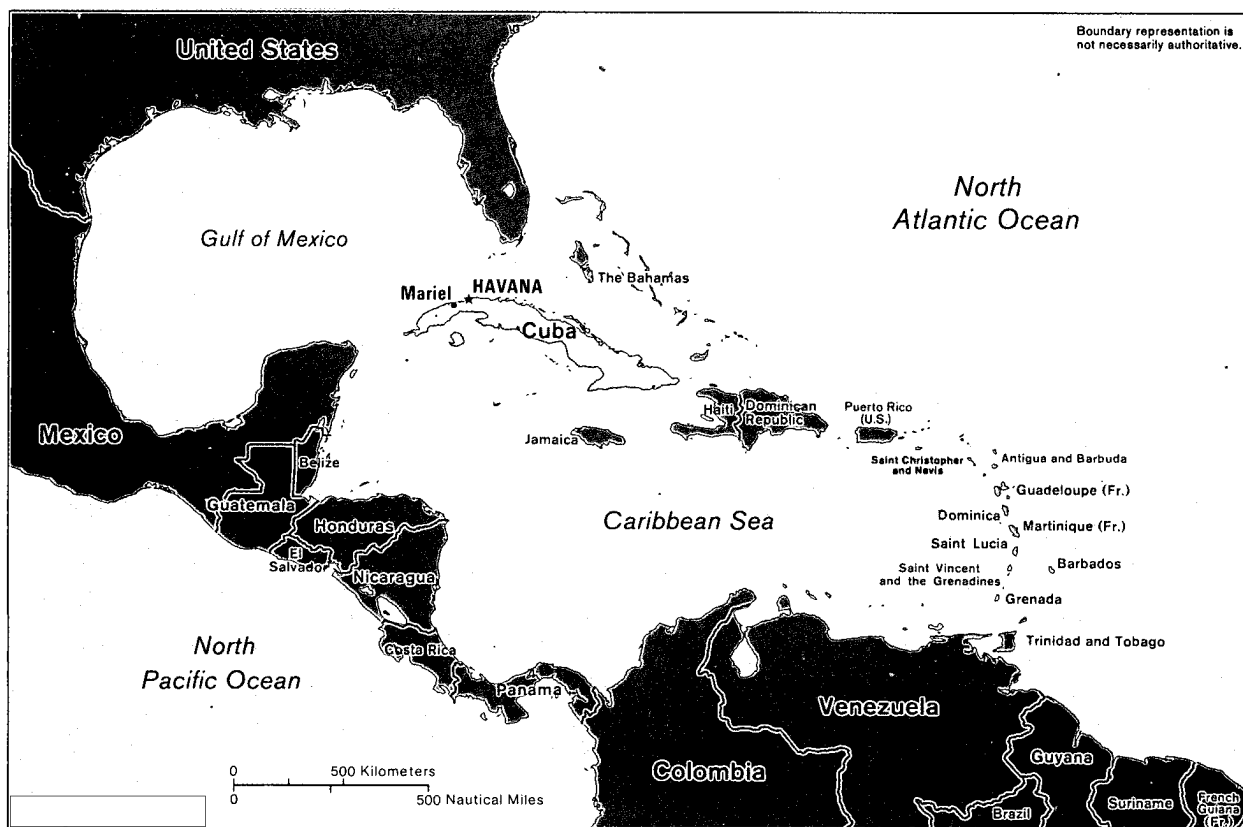 United States
Boundary representation is
not necessarily authoritative.
North
Atlantic Ocean
Gulf of Mexico
The Bahamas
Mariel
HAVANA
Cuba
Mexico
Haiti
Dominican
Republic
Puerto Rico
(U.S.)
Jamaica
Belize
Saint Christopher
and Nevis
Antigua and Barbuda
Guatemala
Guadeloupe (Fr.)
Honduras
Caribbean Sea
Dominica
Martinique (Fr.)
El
Salvador
Saint Lucia
Nicaragua
Saint Vincent
and the Grenadines
Barbados
Grenada
North
Pacific Ocean
Costa Rica
Trinidad and Tobago
Panama
Venezuela
Guyana
Colombia
0 500 Kilometers
0 500 Nautical Miles
Brazil
Suriname
French
Guiana
(Fr.)